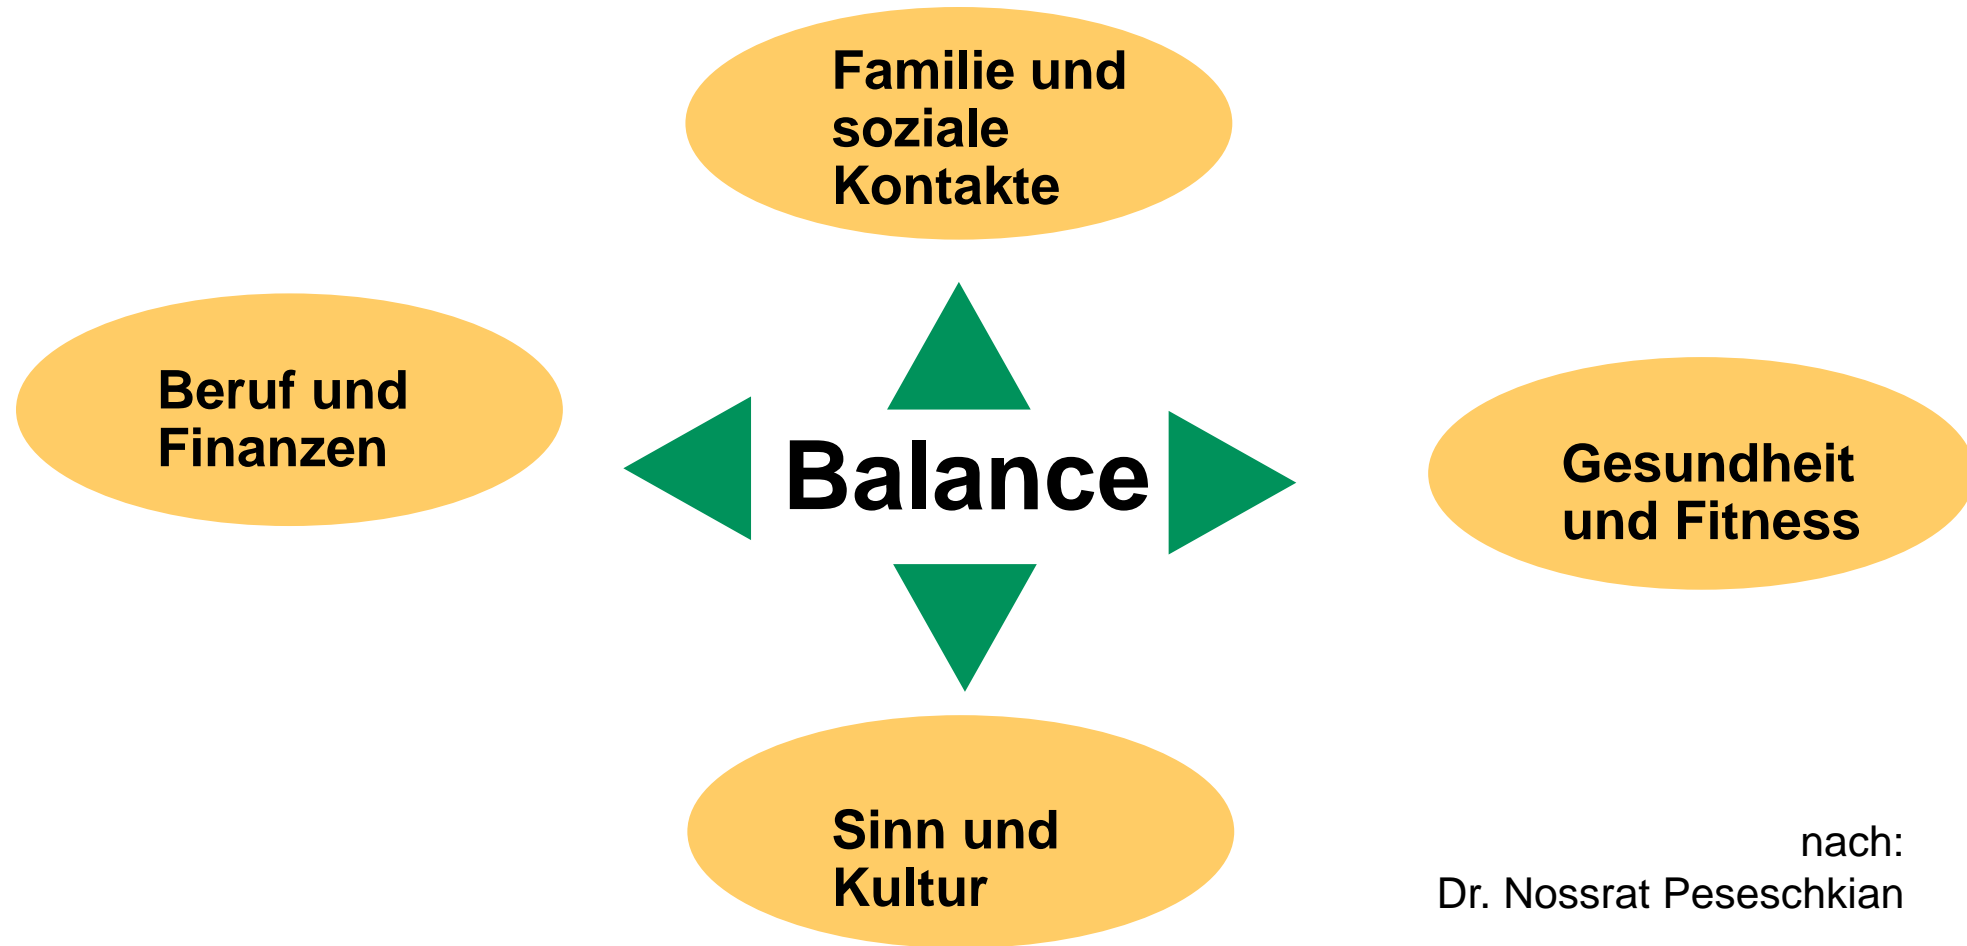 Familie und
soziale
Kontakte
Beruf und
Finanzen
Balance
Gesundheit
und Fitness
Sinn und
Kultur
nach:
Dr. Nossrat Peseschkian